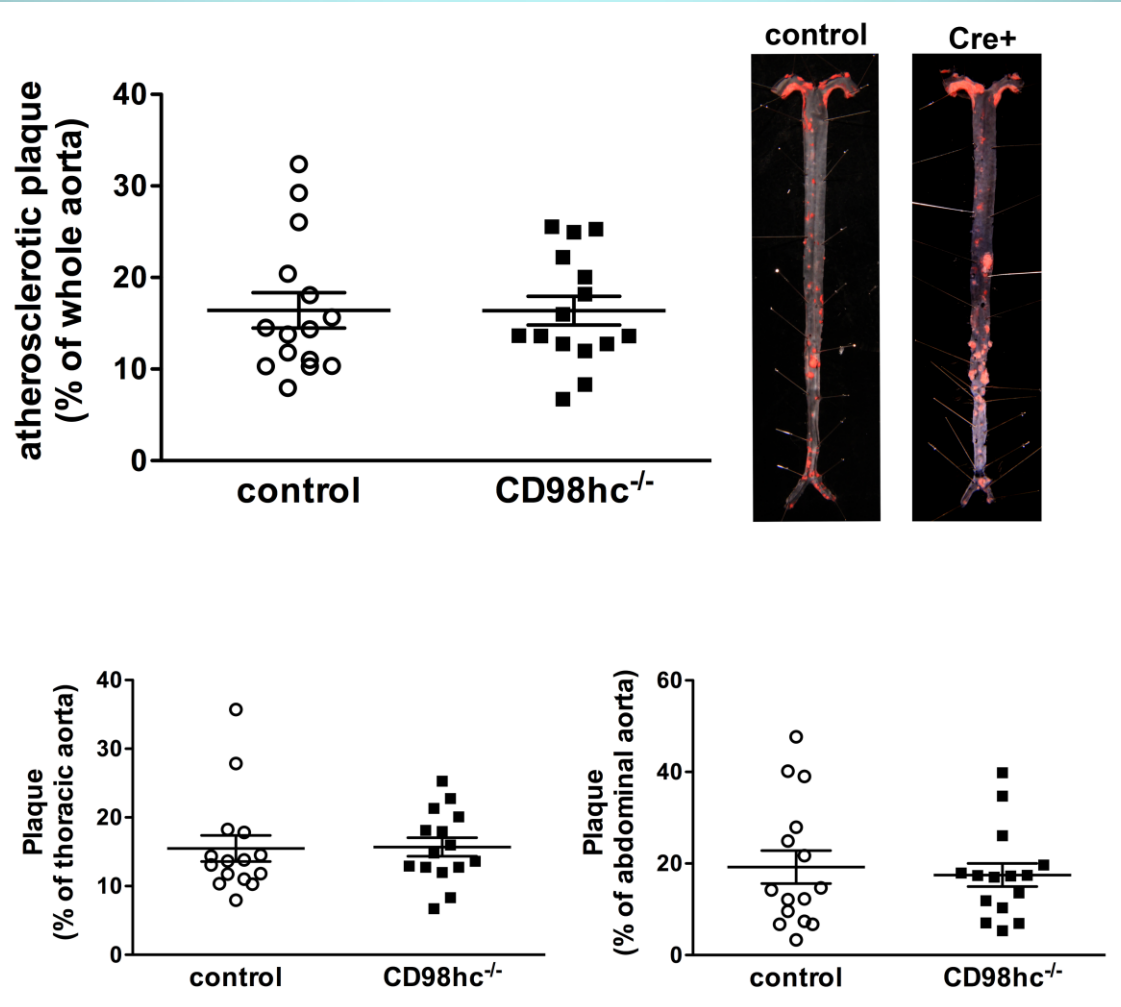 control
Cre+
atherosclerotic plaque
(% of whole aorta)
40
30
20
10
0
control
CD98hc-/-
Plaque
(% of thoracic aorta)
40
30
20
10
0
control
CD98hc-/-
Plaque
(% of abdominal aorta)
60
40
20
0
control
CD98hc-/-